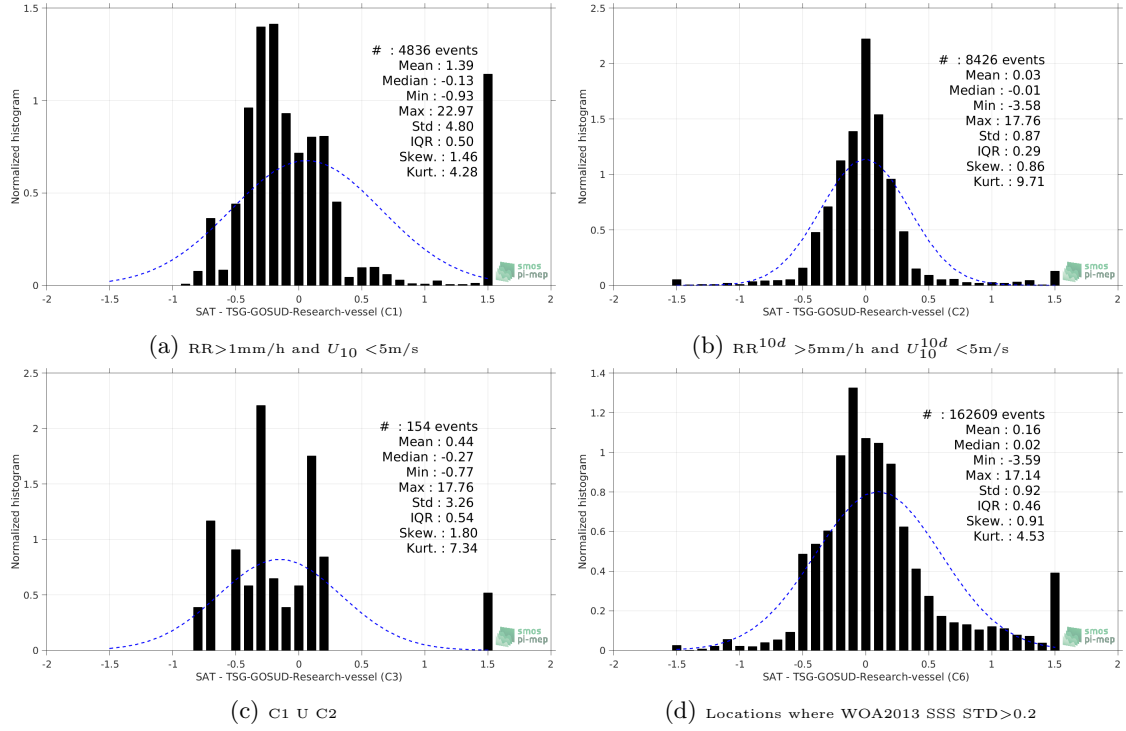 1.5
1
0.5
0
Normalized histogram
-2
-1.5
-1
-0.5
0
0.5
1
1.5
2
SAT - TSG-GOSUD-Research-vessel (C1)
# : 4836 events
Mean : 1.39
Median : -0.13
Min : -0.93
Max : 22.97
Std : 4.80
IQR : 0.50
Skew. : 1.46
Kurt. : 4.28
smos
pi-mep
(a) RR>1mm/h and U10 <5m/s
2.5
2
1.5
1
0.5
0
Normalized histogram
-2
-1.5
-1
-0.5
0
0.5
1
1.5
2
SAT - TSG-GOSUD-Research-vessel (C2)
# : 8426 events
Mean : 0.03
Median : -0.01
Min : -3.58
Max : 17.76
Std : 0.87
IQR : 0.29
Skew. : 0.86
Kurt. : 9.71
smos
pi-mep
(b) RR10d >5mm/h and U10d10 <5m/s
2.5
2
1.5
1
0.5
0
Normalized histogram
-2
-1.5
-1
-0.5
0
0.5
1
1.5
2
SAT - TSG-GOSUD-Research-vessel (C3)
# : 154 events
Mean : 0.44
Median : -0.27
Min : -0.77
Max : 17.76
Std : 3.26
IQR : 0.54
Skew. : 1.80
Kurt. : 7.34
smos
pi-mep
(c) C1 U C2
1.4
1.2
1
0.8
0.6
0.4
0.2
0
Normalized histogram
-2
-1.5
-1
-0.5
0
0.5
1
1.5
2
SAT - TSG-GOSUD-Research-vessel (C6)
# : 162609 events
Mean : 0.16
Median : 0.02
Min : -3.59
Max : 17.14
Std : 0.92
IQR : 0.46
Skew. : 0.91
Kurt. : 4.53
smos
pi-mep
(d) Locations where WOA2013 SSS STD>0.2